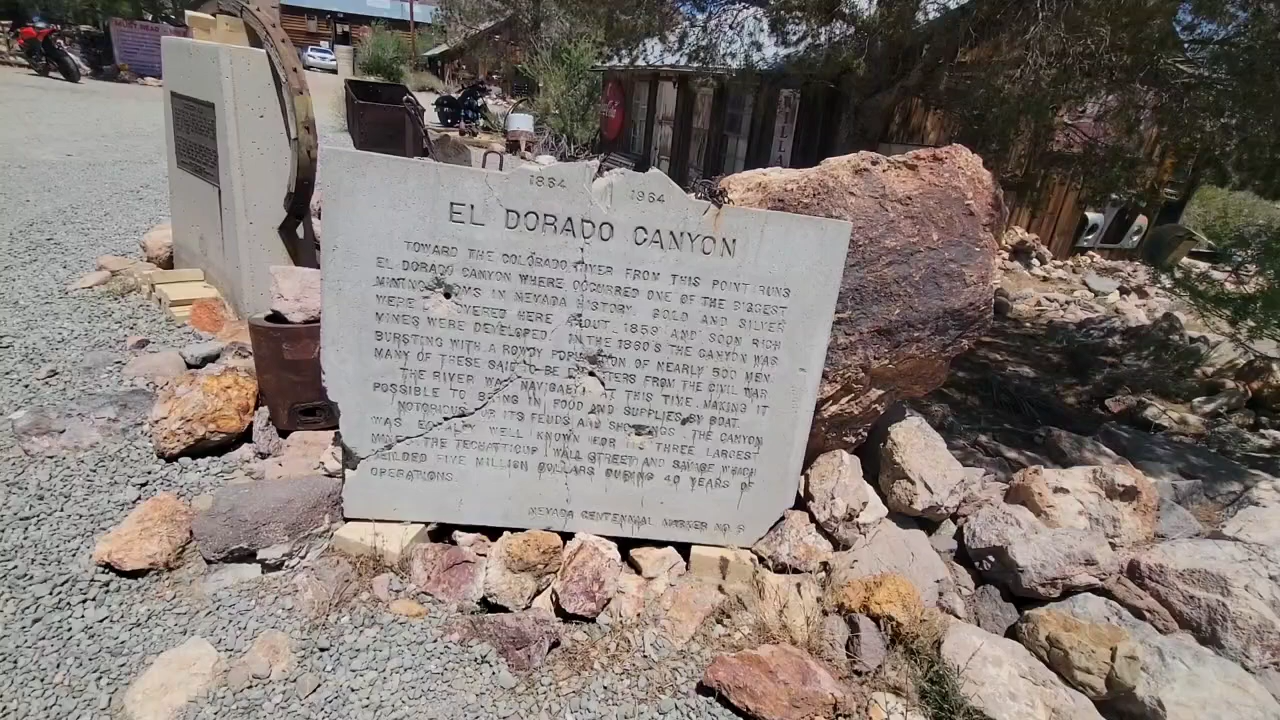 1864 1964
EL DORADO CANYON
TOWARD THE COLORADO RIVER FROM THIS POINT RUNS
EL DORADO CANYON WHERE OCCURRED ONE OF THE BIGGEST
MINING BOOMS IN NEVADA HISTORY. GOLD AND SILVER
WERE COVERED HERE ABOUT 1859 AND SOON RICH
VINES WERE DEVELOPED. IN THE 1860'S THE CANYON WAS
BURSTING WITH A ROWDY POPULATION OF NEARLY 500 MEN.
MANY OF THESE SAID TO BE DESERTERS FROM THE CIVIL WAR
THE RIVER WAS NAVIGABLE AT THIS TIME, MAKING IT
POSSIBLE TO BRING IN FOOD AND SUPPLIES BY BOAT.
NOTORIOUS FOR ITS FEUDS AND SHOOTINGS, THE CANYON
WAS EQUALLY WELL KNOWN FOR ITS THREE LARGEST
MINES, THE TECHATTICUP, WALL STREET AND SAVAGE WHICH
YIELDED FIVE MILLION DOLLARS DURING 40 YEARS OF
OPERATIONS.
NEVADA CENTENNIAL MARKER NO 6
Coca-Cola